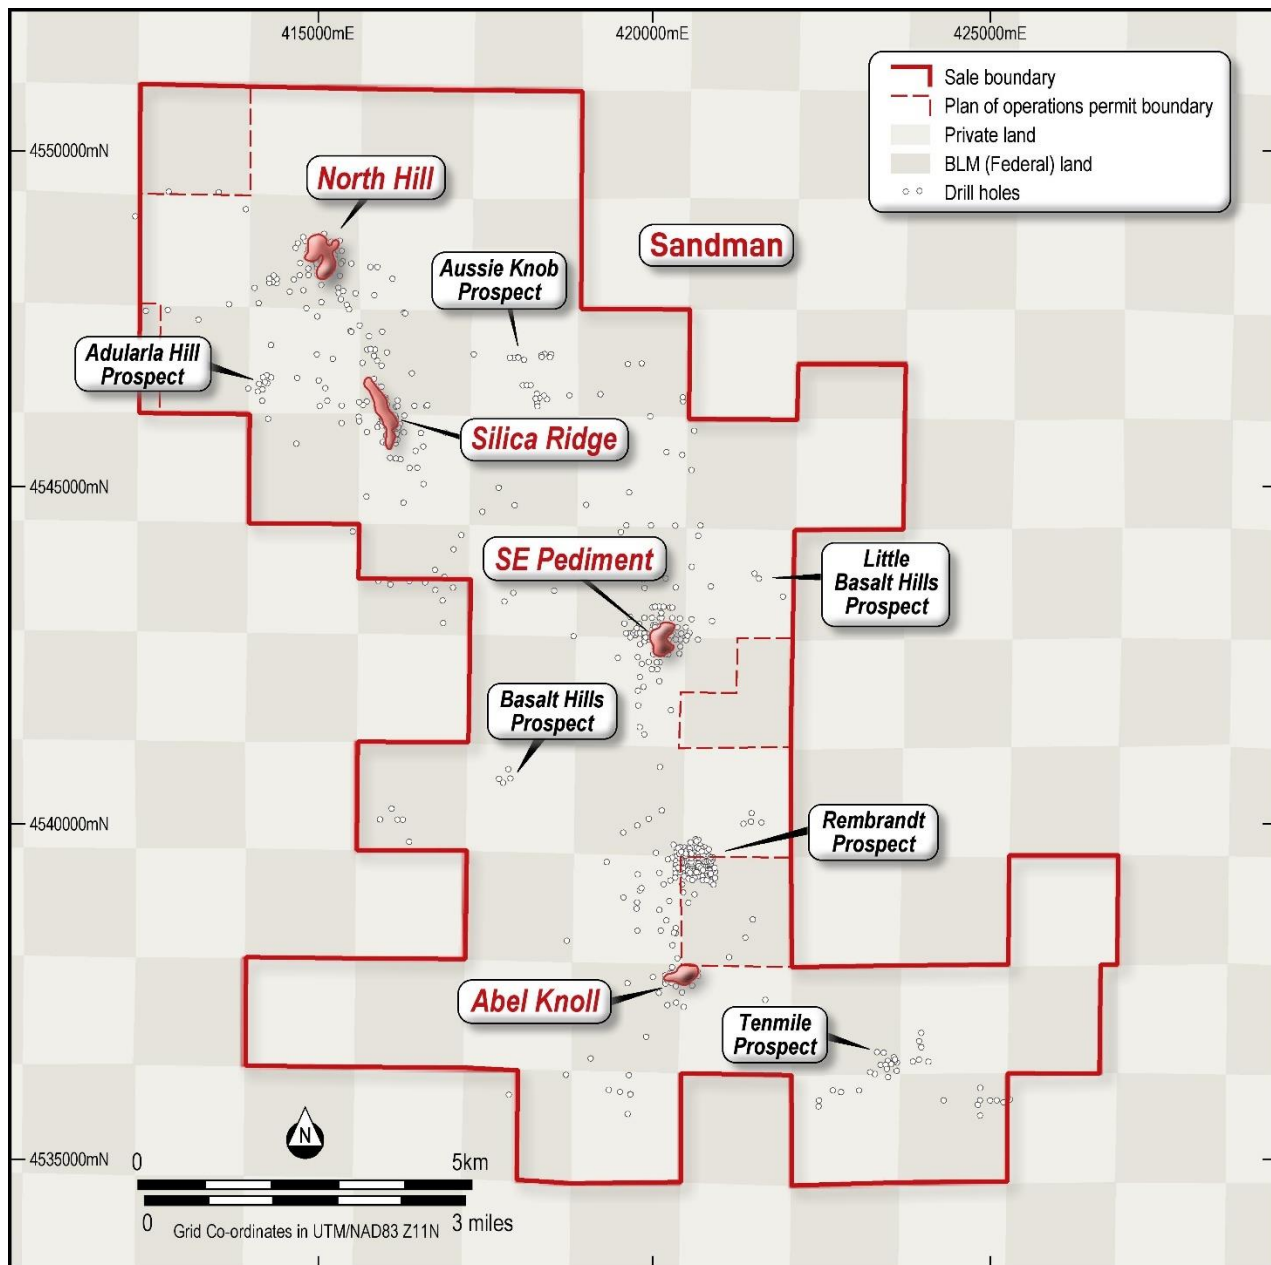 415000mE
420000mE
425000mE
Sale boundary
Plan of operations permit boundary
Private land
BLM (Federal) land
Drill holes
4550000mN
North Hill
Sandman
Aussie Knob
Prospect
Adularla Hill
Prospect
Silica Ridge
4545000mN
SE Pediment
Little
Basalt Hills
Prospect
Basalt Hills
Prospect
4540000mN
Rembrandt
Prospect
Abel Knoll
Tenmile
Prospect
N
4535000mN
0
5km
0
3 miles
Grid Co-ordinates in UTM/NAD83 Z11N